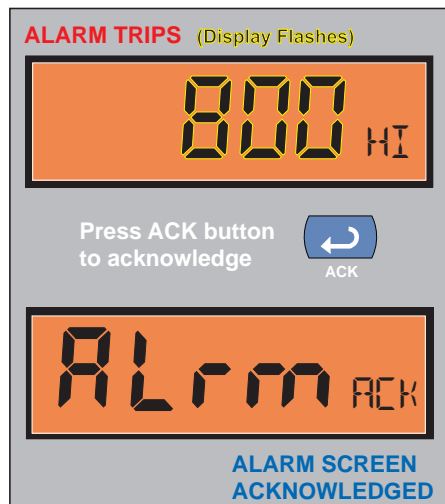 ALARM TRIPS (Display Flashes)
800 HI
Press ACK button
to acknowledge
ACK
ALrm ACK
ALARM SCREEN
ACKNOWLEDGED